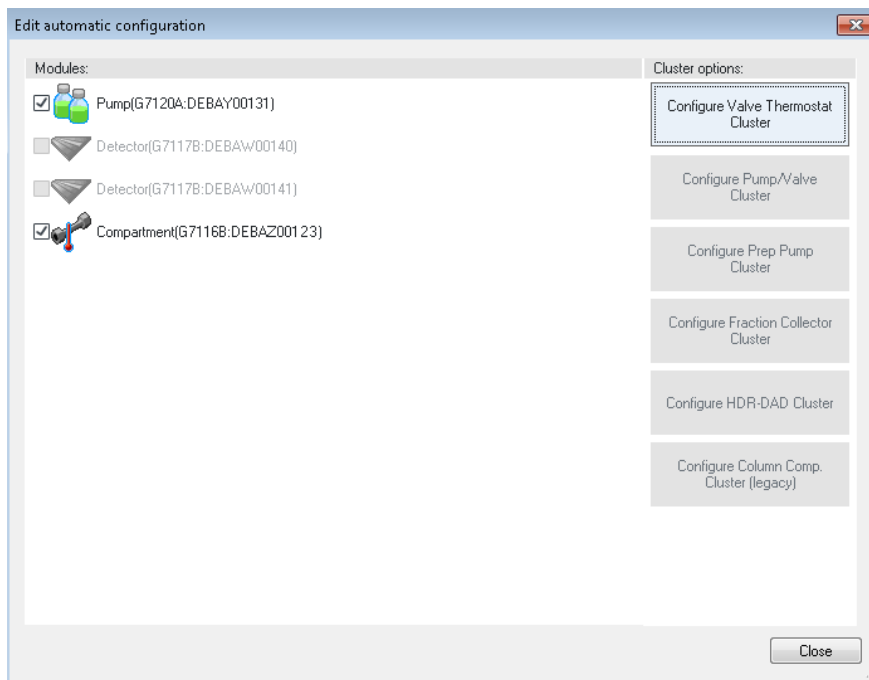 Edit automatic configuration
Modules:
Pump(G7120A:DEBAY00131)
Detector(G7117B:DEBAW00140)
Detector(G7117B:DEBAW00141)
Compartment(G7116B:DEBAZ00123)
Cluster options:
Configure Valve Thermostat
Cluster
Configure Pump/Valve
Cluster
Configure Prep Pump
Cluster
Configure Fraction Collector
Cluster
Configure HDR-DAD Cluster
Configure Column Comp.
Cluster (legacy)
Close